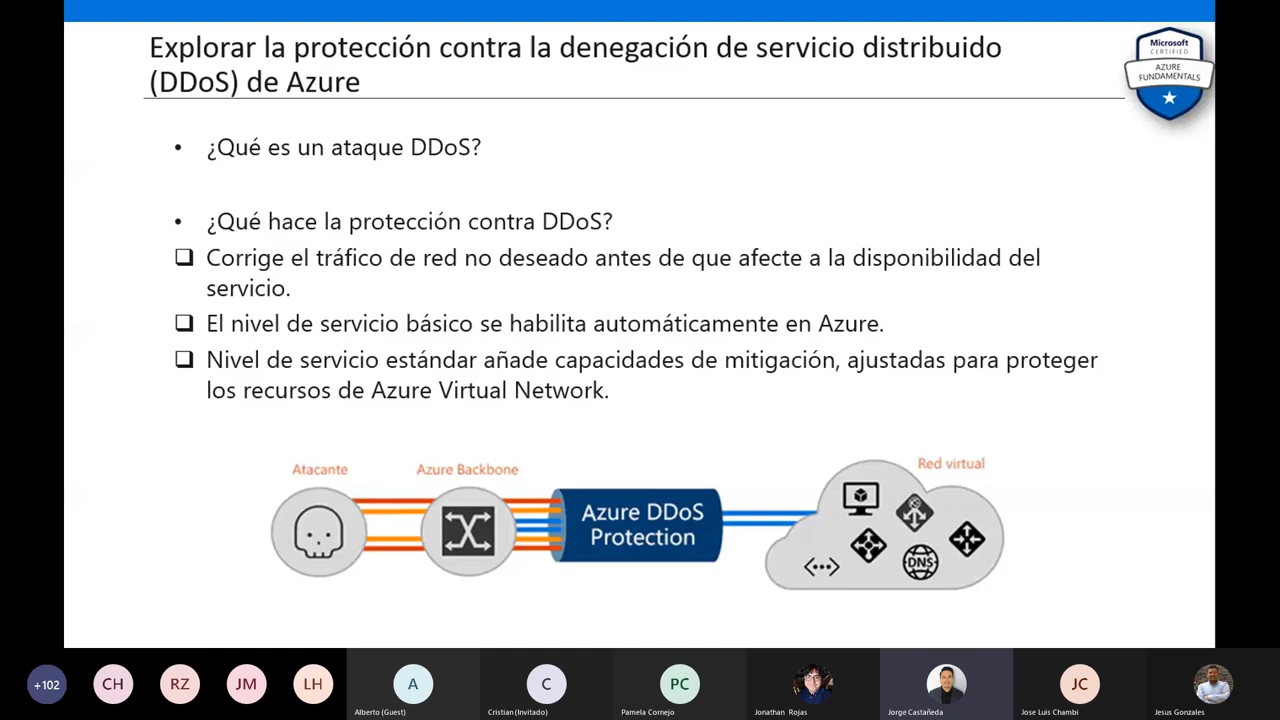 Explorar la protección contra la denegación de servicio distribuido
(DDoS) de Azure
Microsoft
CERTIFIED
AZURE
FUNDAMENTALS
• ¿Qué es un ataque DDoS?
• ¿Qué hace la protección contra DDoS?
❑ Corrige el tráfico de red no deseado antes de que afecte a la disponibilidad del
servicio.
❑ El nivel de servicio básico se habilita automáticamente en Azure.
❑ Nivel de servicio estándar añade capacidades de mitigación, ajustadas para proteger
los recursos de Azure Virtual Network.
Atacante
Azure Backbone
Red virtual
Azure DDoS
Protection
DNS
+102
CH
RZ
JM
LH
A
C
PC
JC
Alberto (Guest)
Cristian (Invitado)
Pamela Cornejo
Jonathan Rojas
Jorge Castañeda
Jose Luis Chambi
Jesus Gonzales